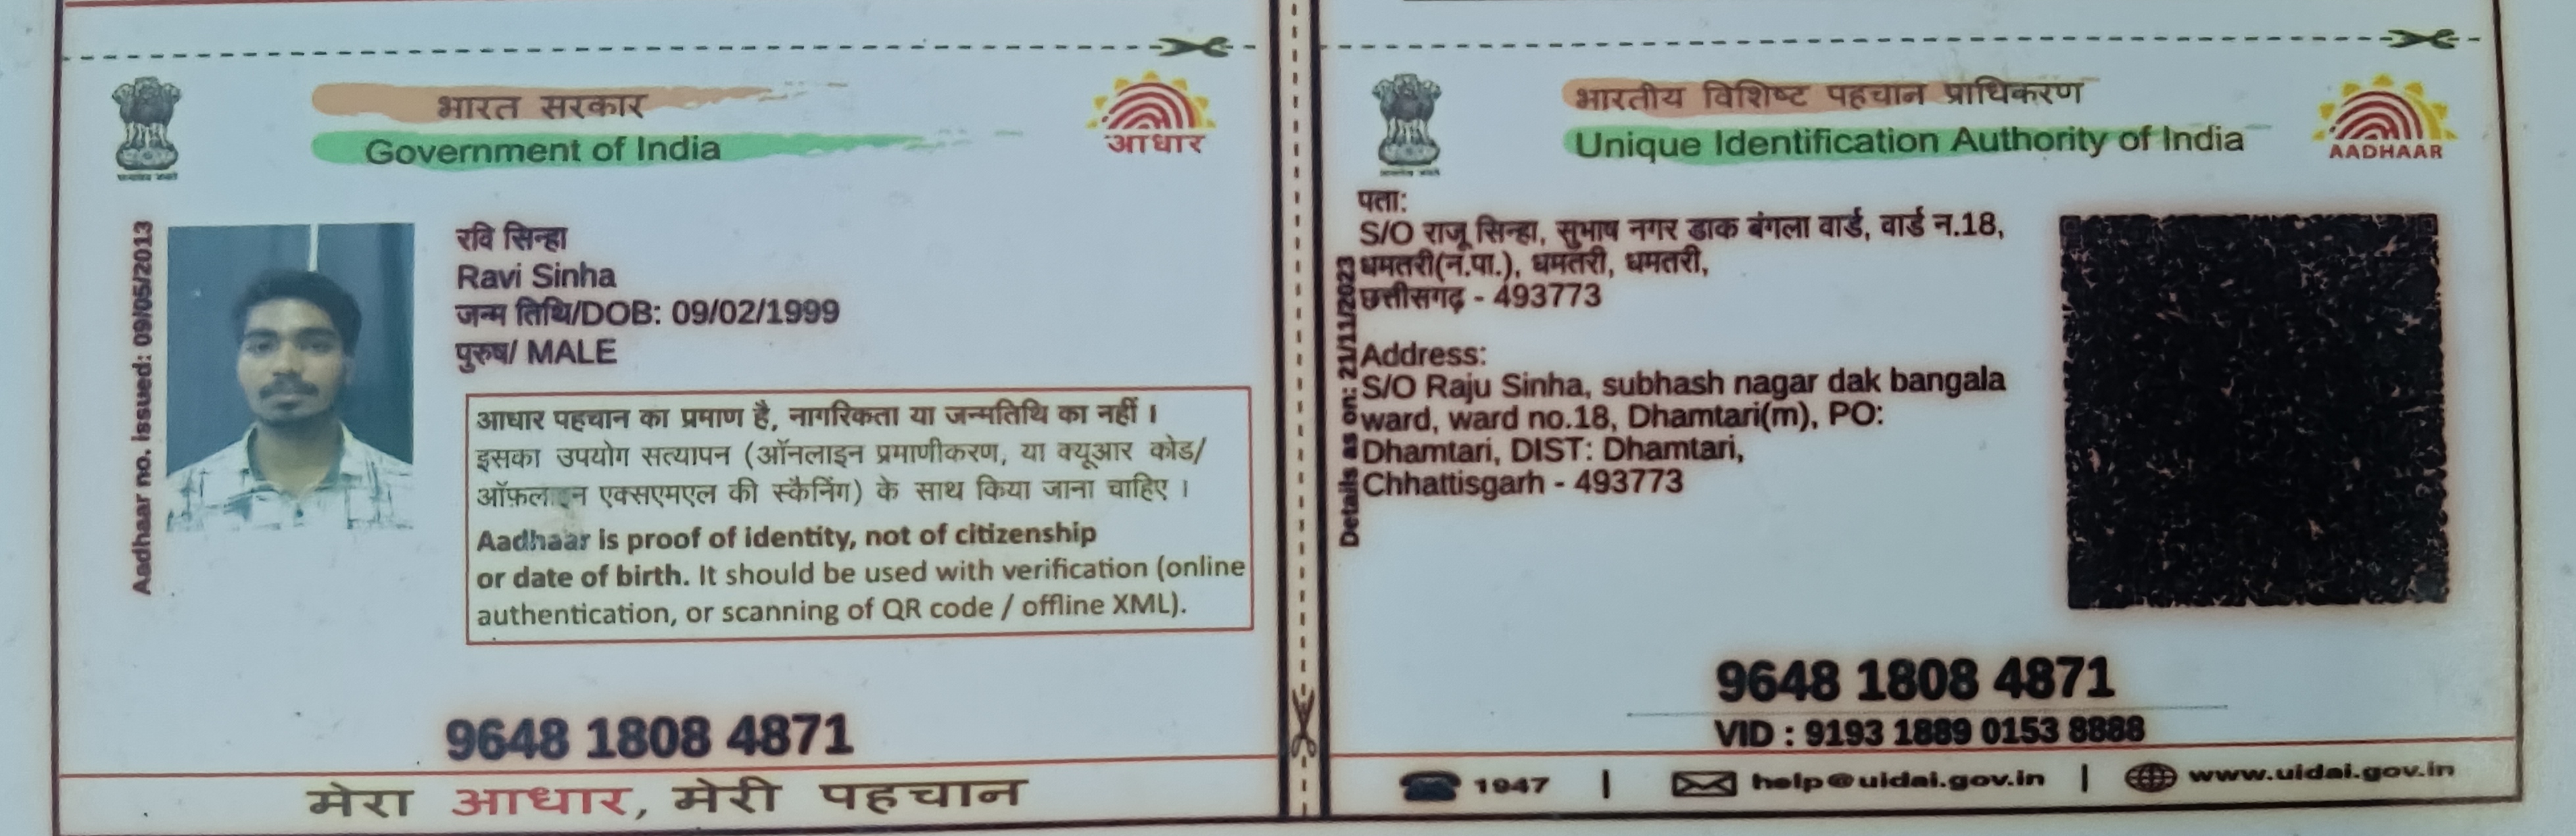 भारत सरकार
Government of India
आधार
Aadhaar no. issued: 09/05/2013
रवि सिन्हा
Ravi Sinha
जन्म तिथि/DOB: 09/02/1999
पुरुष/ MALE
आधार पहचान का प्रमाण है, नागरिकता या जन्मतिथि का नहीं ।
इसका उपयोग सत्यापन (ऑनलाइन प्रमाणीकरण, या क्यूआर कोड/
ऑफ़लाइन एक्सएमएल की स्कैनिंग) के साथ किया जाना चाहिए ।
Aadhaar is proof of identity, not of citizenship
or date of birth. It should be used with verification (online
authentication, or scanning of QR code / offline XML).
9648 1808 4871
मेरा आधार, मेरी पहचान
भारतीय विशिष्ट पहचान प्राधिकरण
Unique Identification Authority of India
AADHAAR
Details as on: 21/11/2023
पता:
S/O राजू सिन्हा, सुभाष नगर डाक बंगला वार्ड, वार्ड न.18,
धमतरी(न.पा.), धमतरी, धमतरी,
छत्तीसगढ़ - 493773
Address:
S/O Raju Sinha, subhash nagar dak bangala
ward, ward no.18, Dhamtari(m), PO:
Dhamtari, DIST: Dhamtari,
Chhattisgarh - 493773
9648 1808 4871
VID : 9193 1889 0153 8888
1947 | help@uidai.gov.in | www.uidai.gov.in